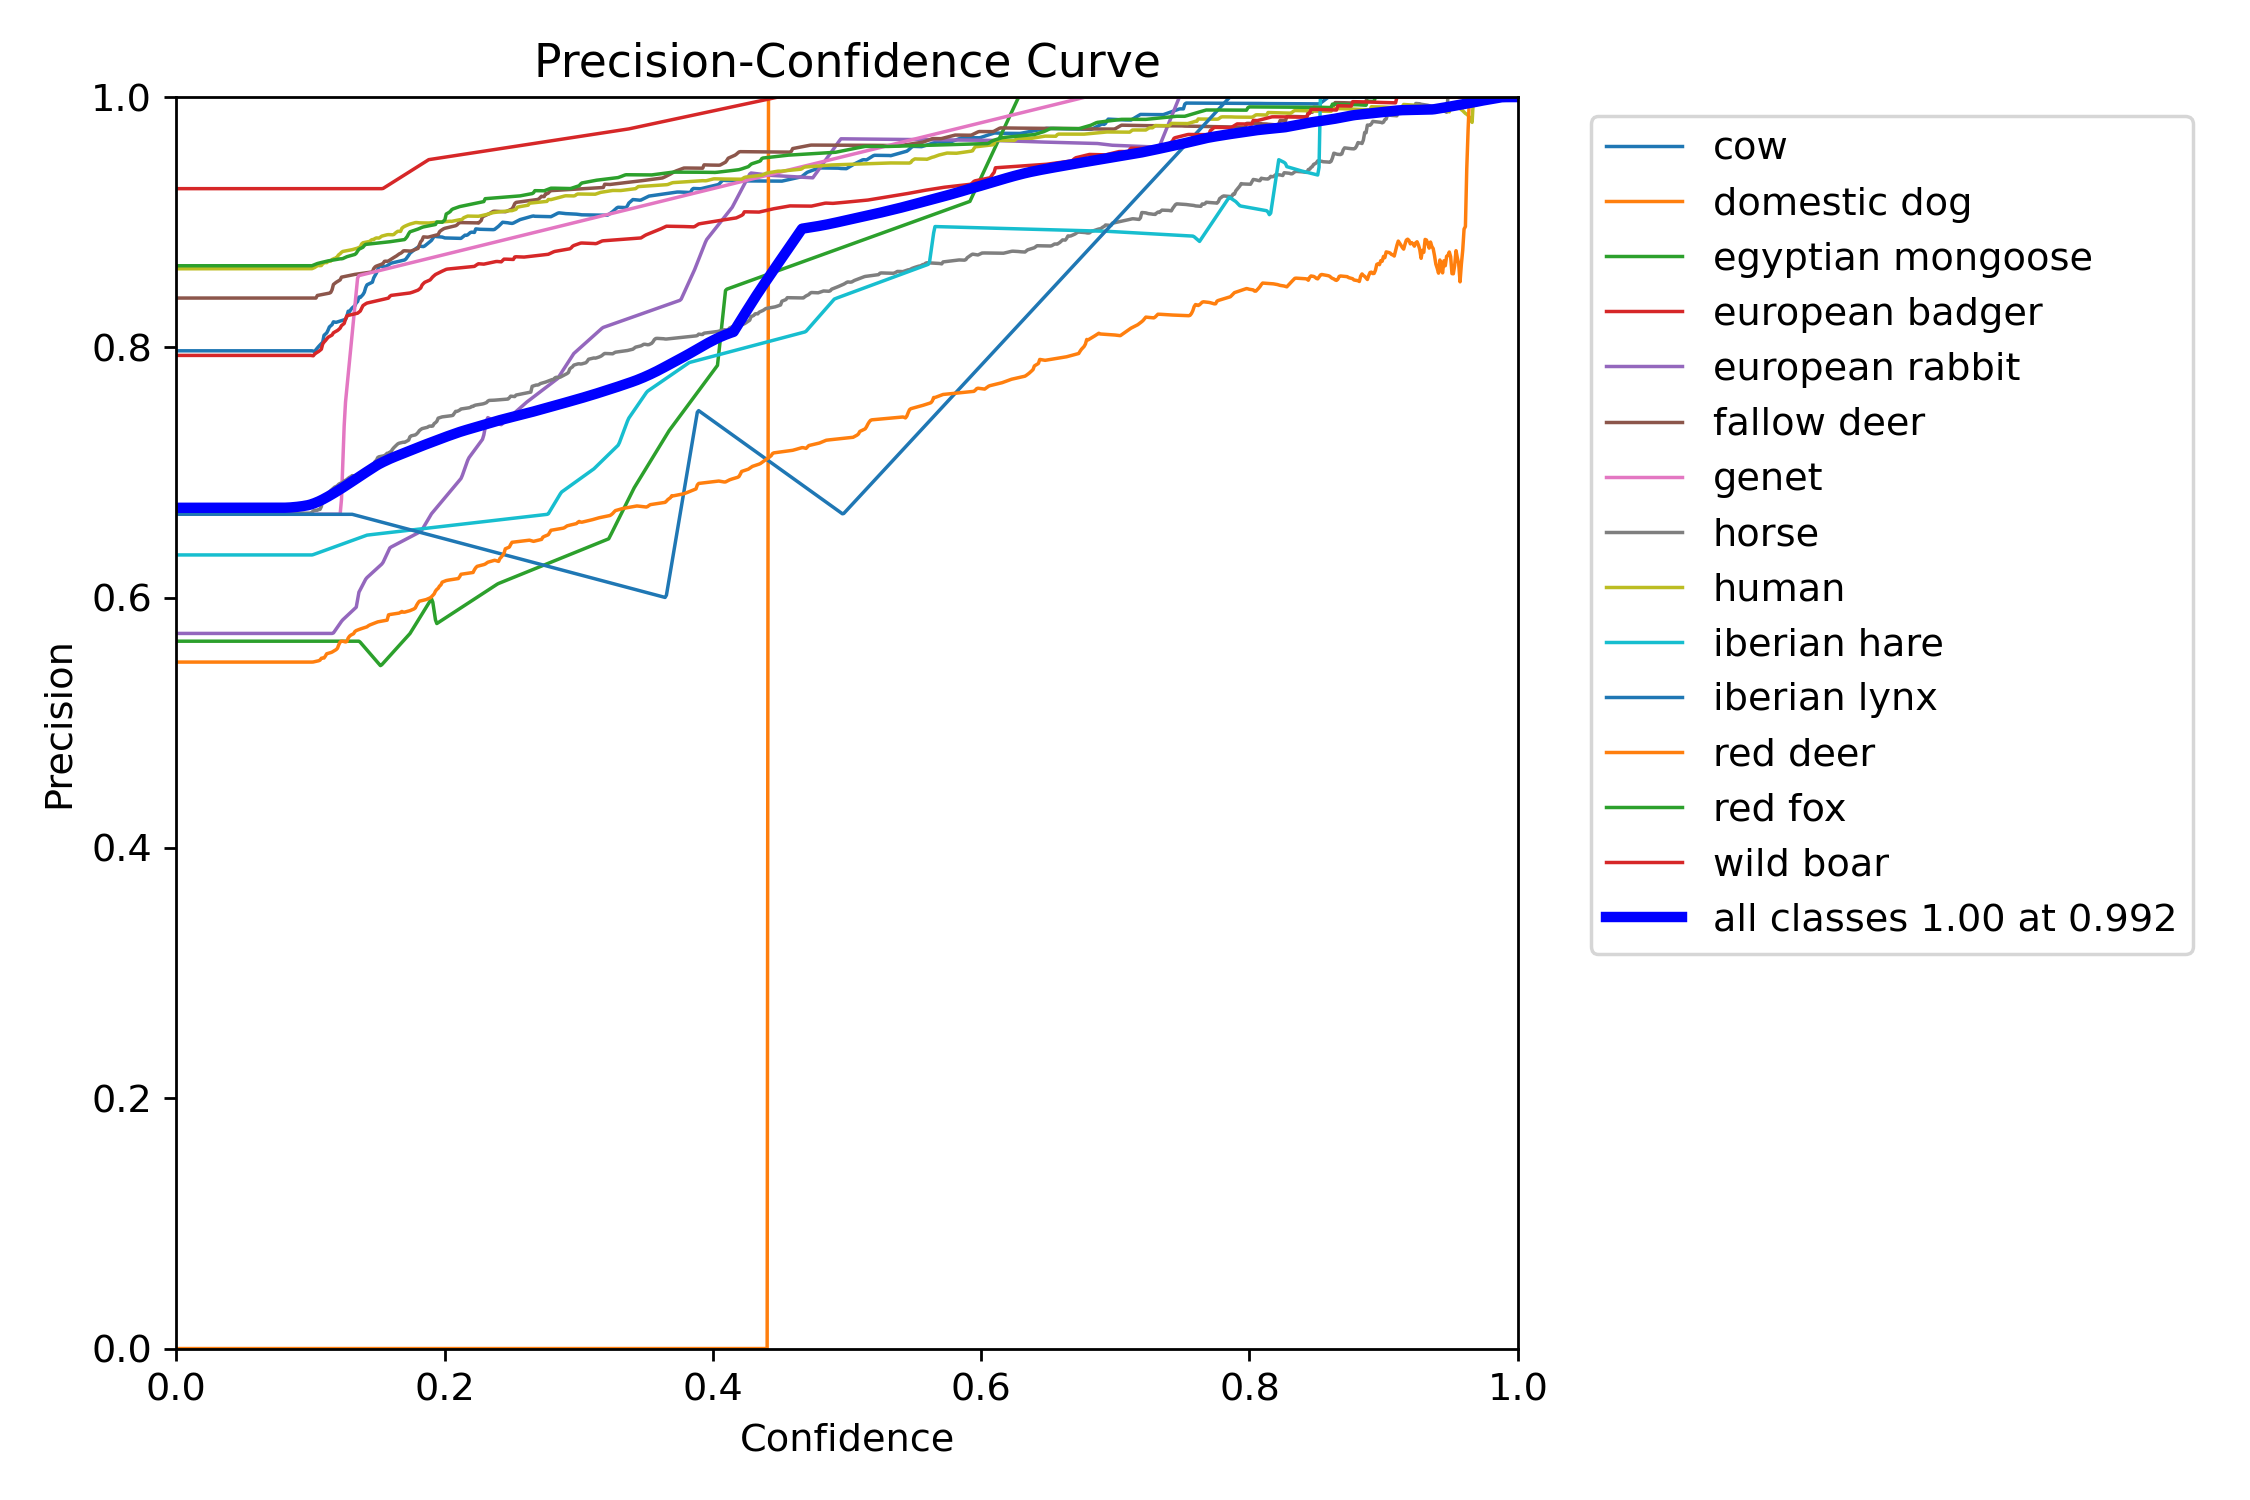 Precision-Confidence Curve
1.0
0.8
0.6
0.4
0.2
0.0
Precision
0.0 0.2 0.4 0.6 0.8 1.0
Confidence
cow
domestic dog
egyptian mongoose
european badger
european rabbit
fallow deer
genet
horse
human
iberian hare
iberian lynx
red deer
red fox
wild boar
all classes 1.00 at 0.992